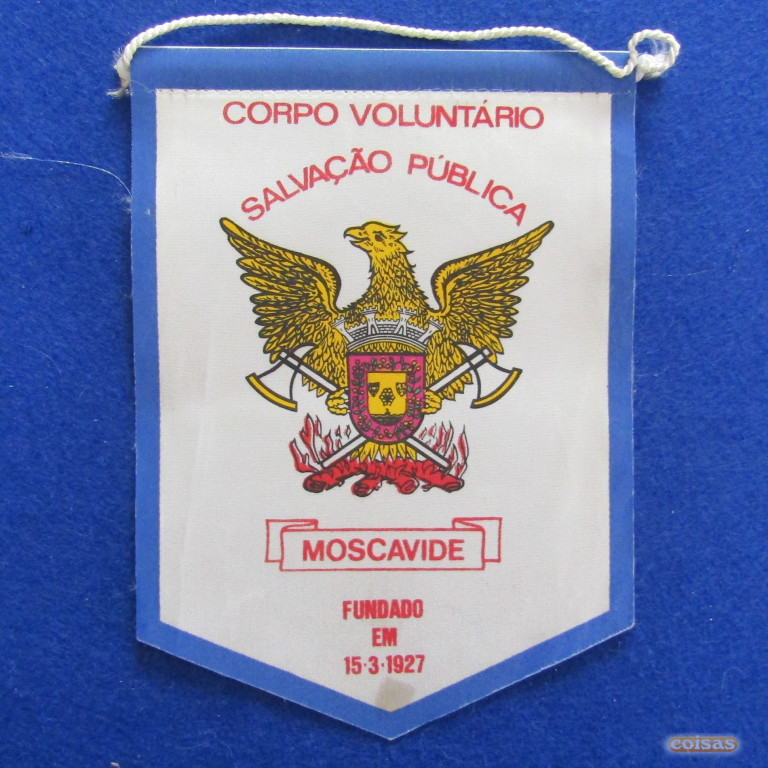 CORPO VOLUNTÁRIO
SALVAÇÃO PÚBLICA
MOSCAVIDE
FUNDADO
EM
15·3·1927
coisas